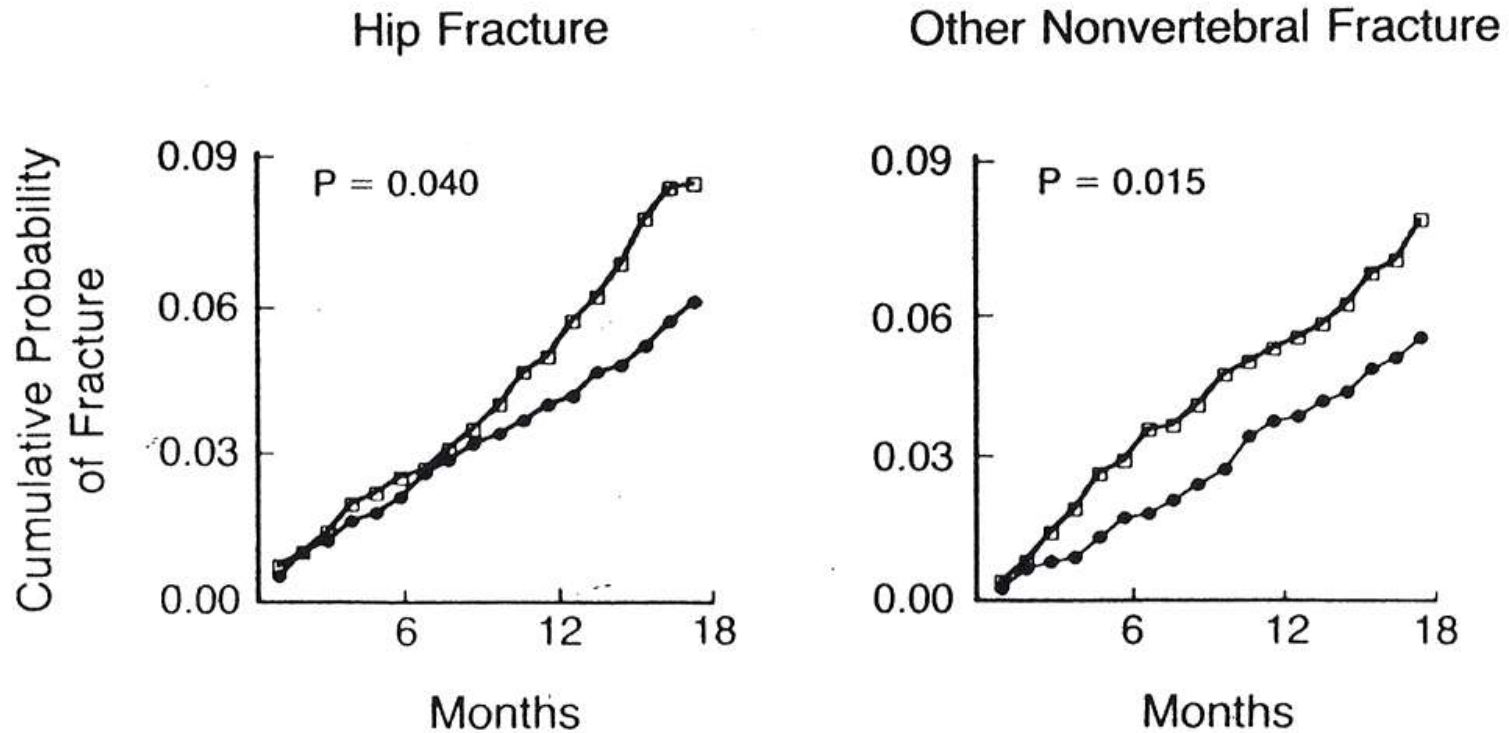 Hip Fracture
Other Nonvertebral Fracture
Cumulative Probability
of Fracture
0.09
0.06
0.03
0.00
P = 0.040
6
12
18
Months
0.09
0.06
0.03
0.00
P = 0.015
6
12
18
Months